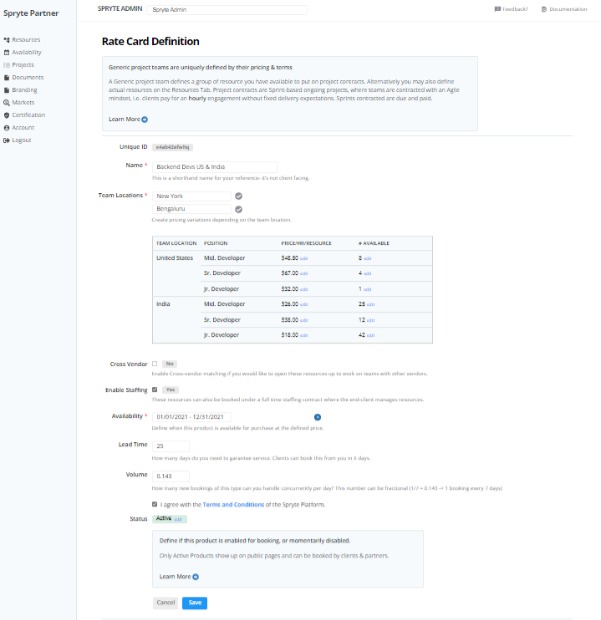 Spryte Partner
SPRYTE ADMIN Spryte Admin
Feedback? Documentation
Resources
Availability
Projects
Documents
Branding
Markets
Certification
Account
Logout
Rate Card Definition
Generic project teams are uniquely defined by their pricing & terms
A Generic project team defines a group of resource you have available to put on project contracts. Alternatively you may also define
actual resources on the Resources Tab. Project contracts are Sprint-based ongoing projects, where teams are contracted with an Agile
mindset, i.e. clients pay for an hourly engagement without fixed delivery expectations. Sprints contracted are due and paid.
Learn More
Unique ID
Name * Backend Devs US & India
This is a shorthand name for your reference- it's not client facing.
Team Locations * New York
Bengaluru
Create pricing variations depending on the team location.
TEAM LOCATION POSITION PRICE/HR/RESOURCE # AVAILABLE
United States Mid. Developer $48.80 edit 8 edit
Sr. Developer $67.00 edit 4 edit
Jr. Developer $32.00 edit 1 edit
India Mid. Developer $26.00 edit 28 edit
Sr. Developer $38.00 edit 12 edit
Jr. Developer $18.00 edit 42 edit
Cross Vendor No
Enable Cross-vendor matching if you would like to open these resources up to work on teams with other vendors.
Enable Staffing Yes
These resources can also be booked under a full time staffing contract where the end-client manages resources.
Availability * 01/01/2021 - 12/31/2021
Define when this product is available for purchase at the defined price.
Lead Time 25
How many days do you need to garantee service. Clients can book this from you in X days.
Volume 0.143
How many new bookings of this type can you handle concurrently per day? This number can be fractional (1/7 = 0.143 → 1 booking every 7 days)
I agree with the Terms and Conditions of the Spryte Platform.
Status Active edit
Define if this product is enabled for booking, or momentarily disabled.
Only Active Products show up on public pages and can be booked by clients & partners.
Learn More
Cancel Save